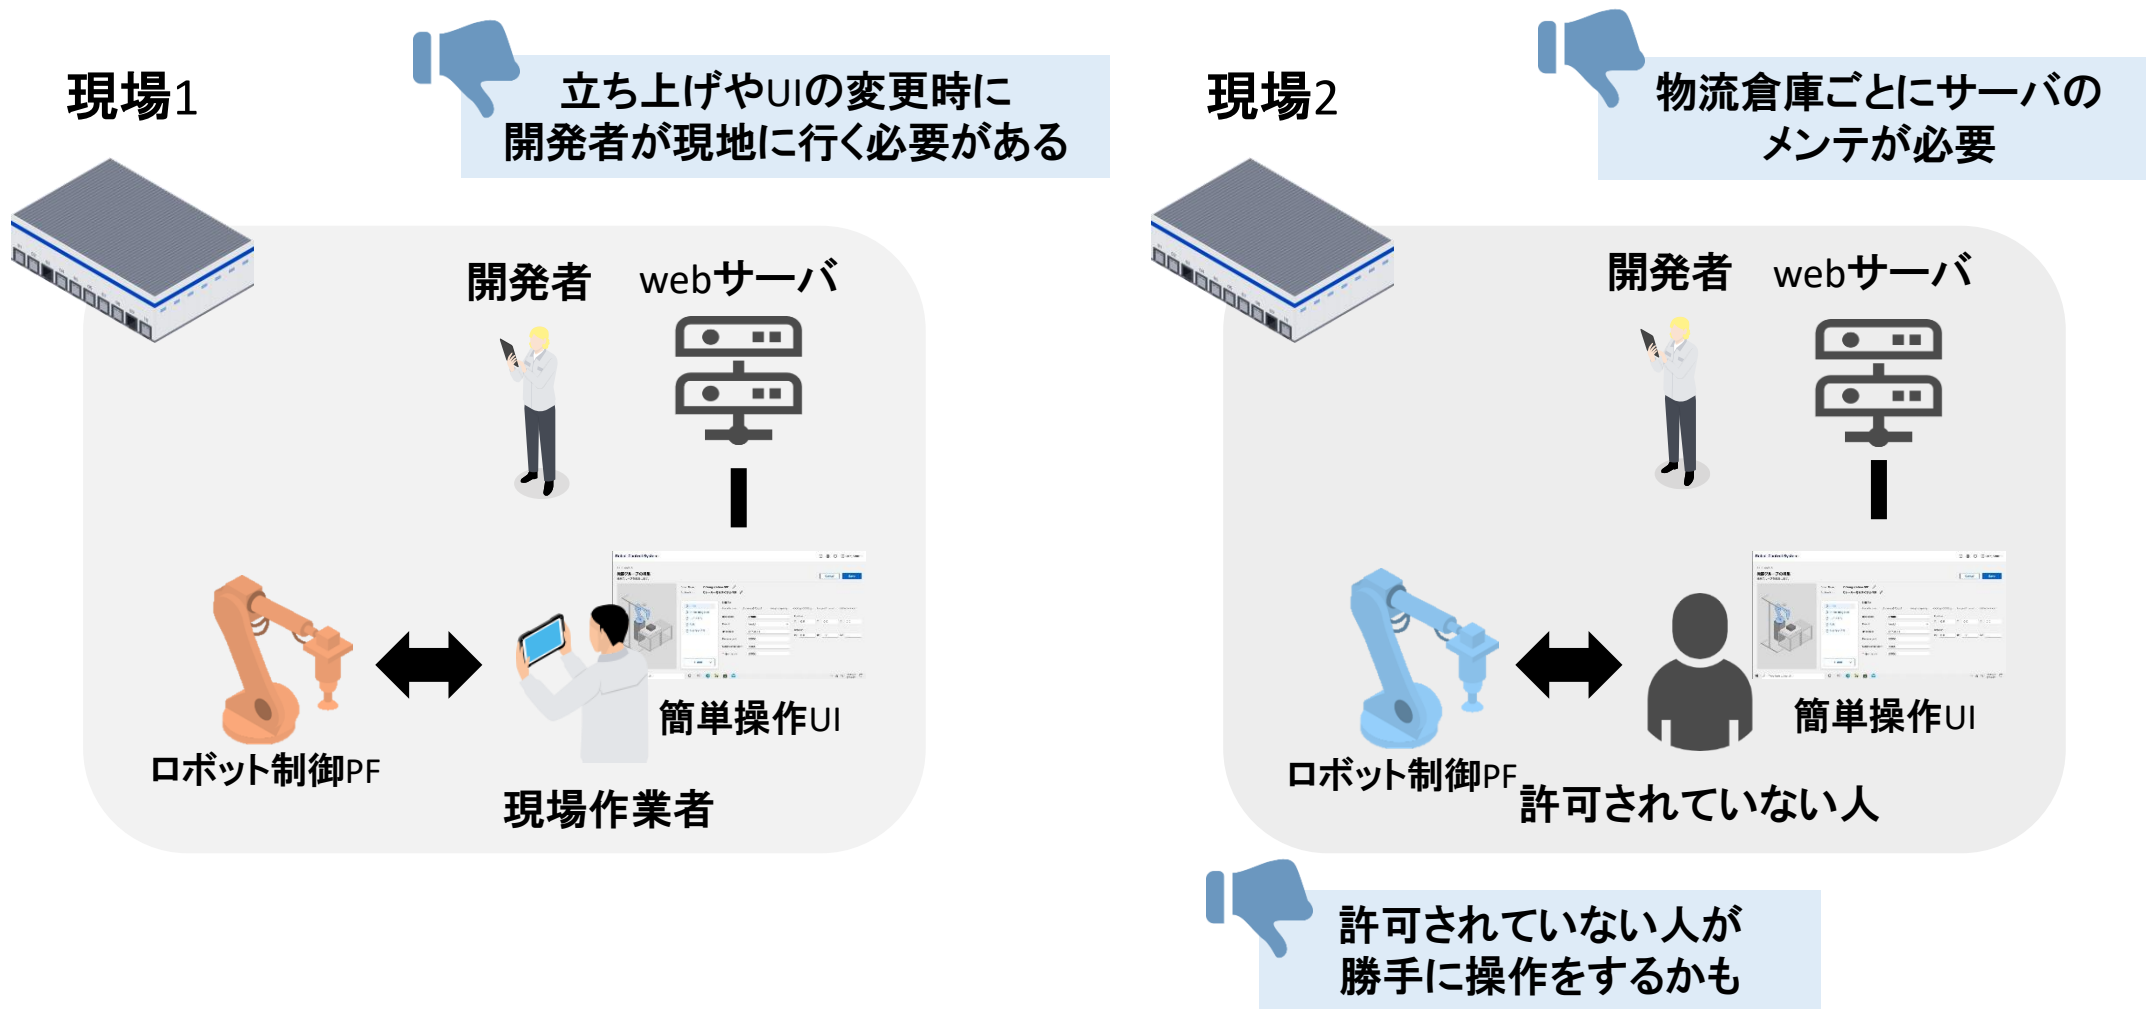 現場1
立ち上げやUIの変更時に
開発者が現地に行く必要がある
開発者
webサーバ
簡単操作UI
ロボット制御PF
現場作業者
現場2
物流倉庫ごとにサーバの
メンテが必要
開発者
webサーバ
簡単操作UI
ロボット制御PF
許可されていない人
許可されていない人が
勝手に操作をするかも